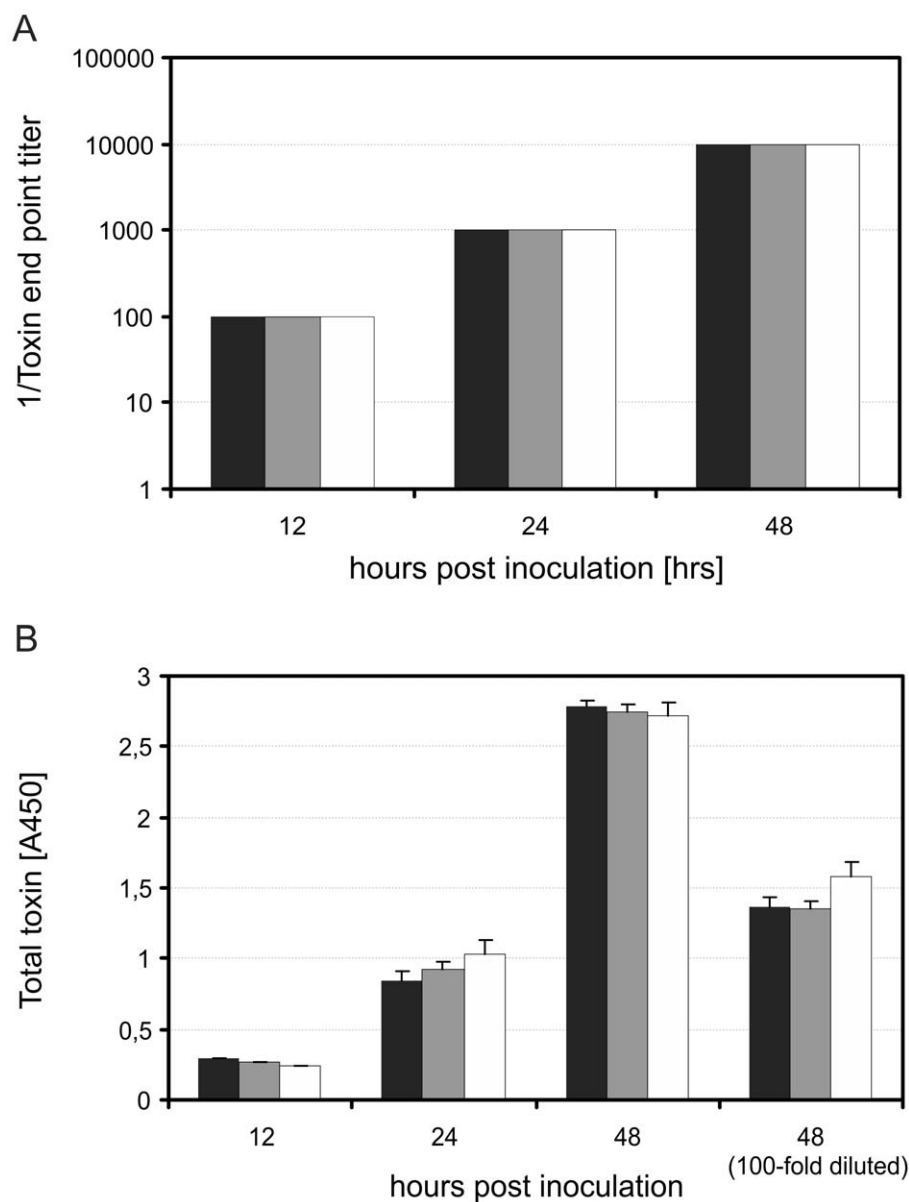 A
100000
10000
1000
100
10
1
1/Toxin end point titer
12 24 48
hours post inoculation [hrs]
B
3
2,5
2
1,5
1
0,5
0
Total toxin [A450]
12 24 48 48
(100-fold diluted)
hours post inoculation